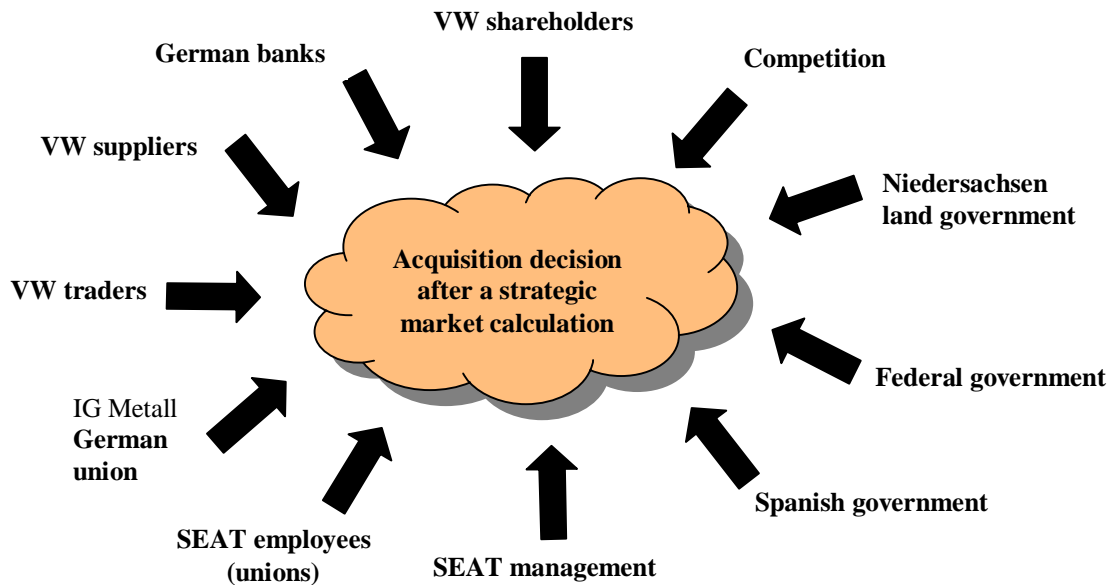 VW shareholders
German banks
Competition
VW suppliers
Niedersachsen
land government
Acquisition decision
after a strategic
market calculation
VW traders
Federal government
IG Metall
German
union
Spanish government
SEAT employees
(unions)
SEAT management